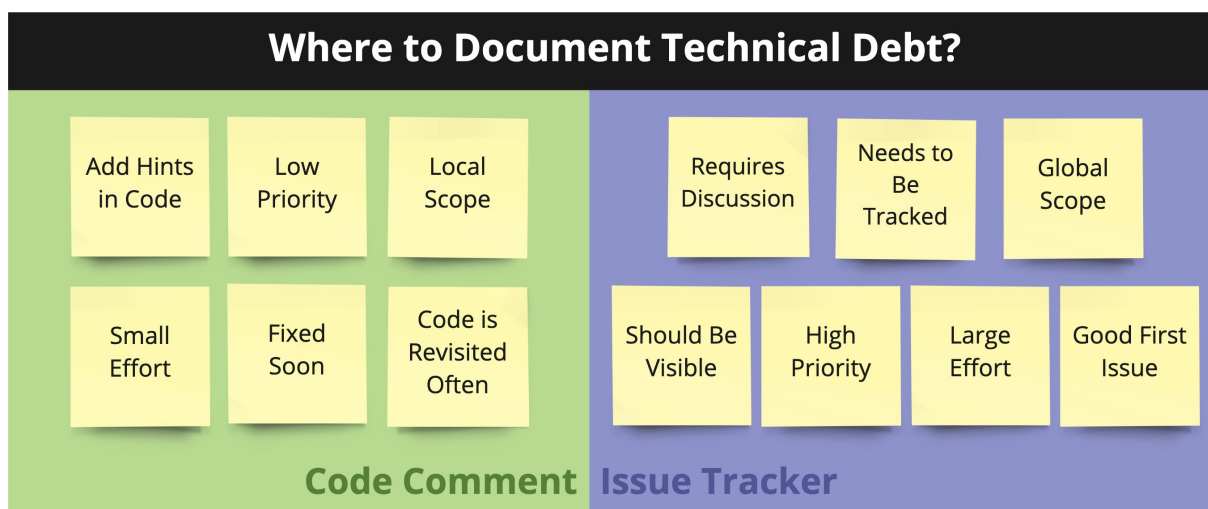 Where to Document Technical Debt?
Add Hints
in Code
Low
Priority
Local
Scope
Small
Effort
Fixed
Soon
Code is
Revisited
Often
Code Comment
Requires
Discussion
Needs to
Be
Tracked
Global
Scope
Should Be
Visible
High
Priority
Large
Effort
Good First
Issue
Issue Tracker